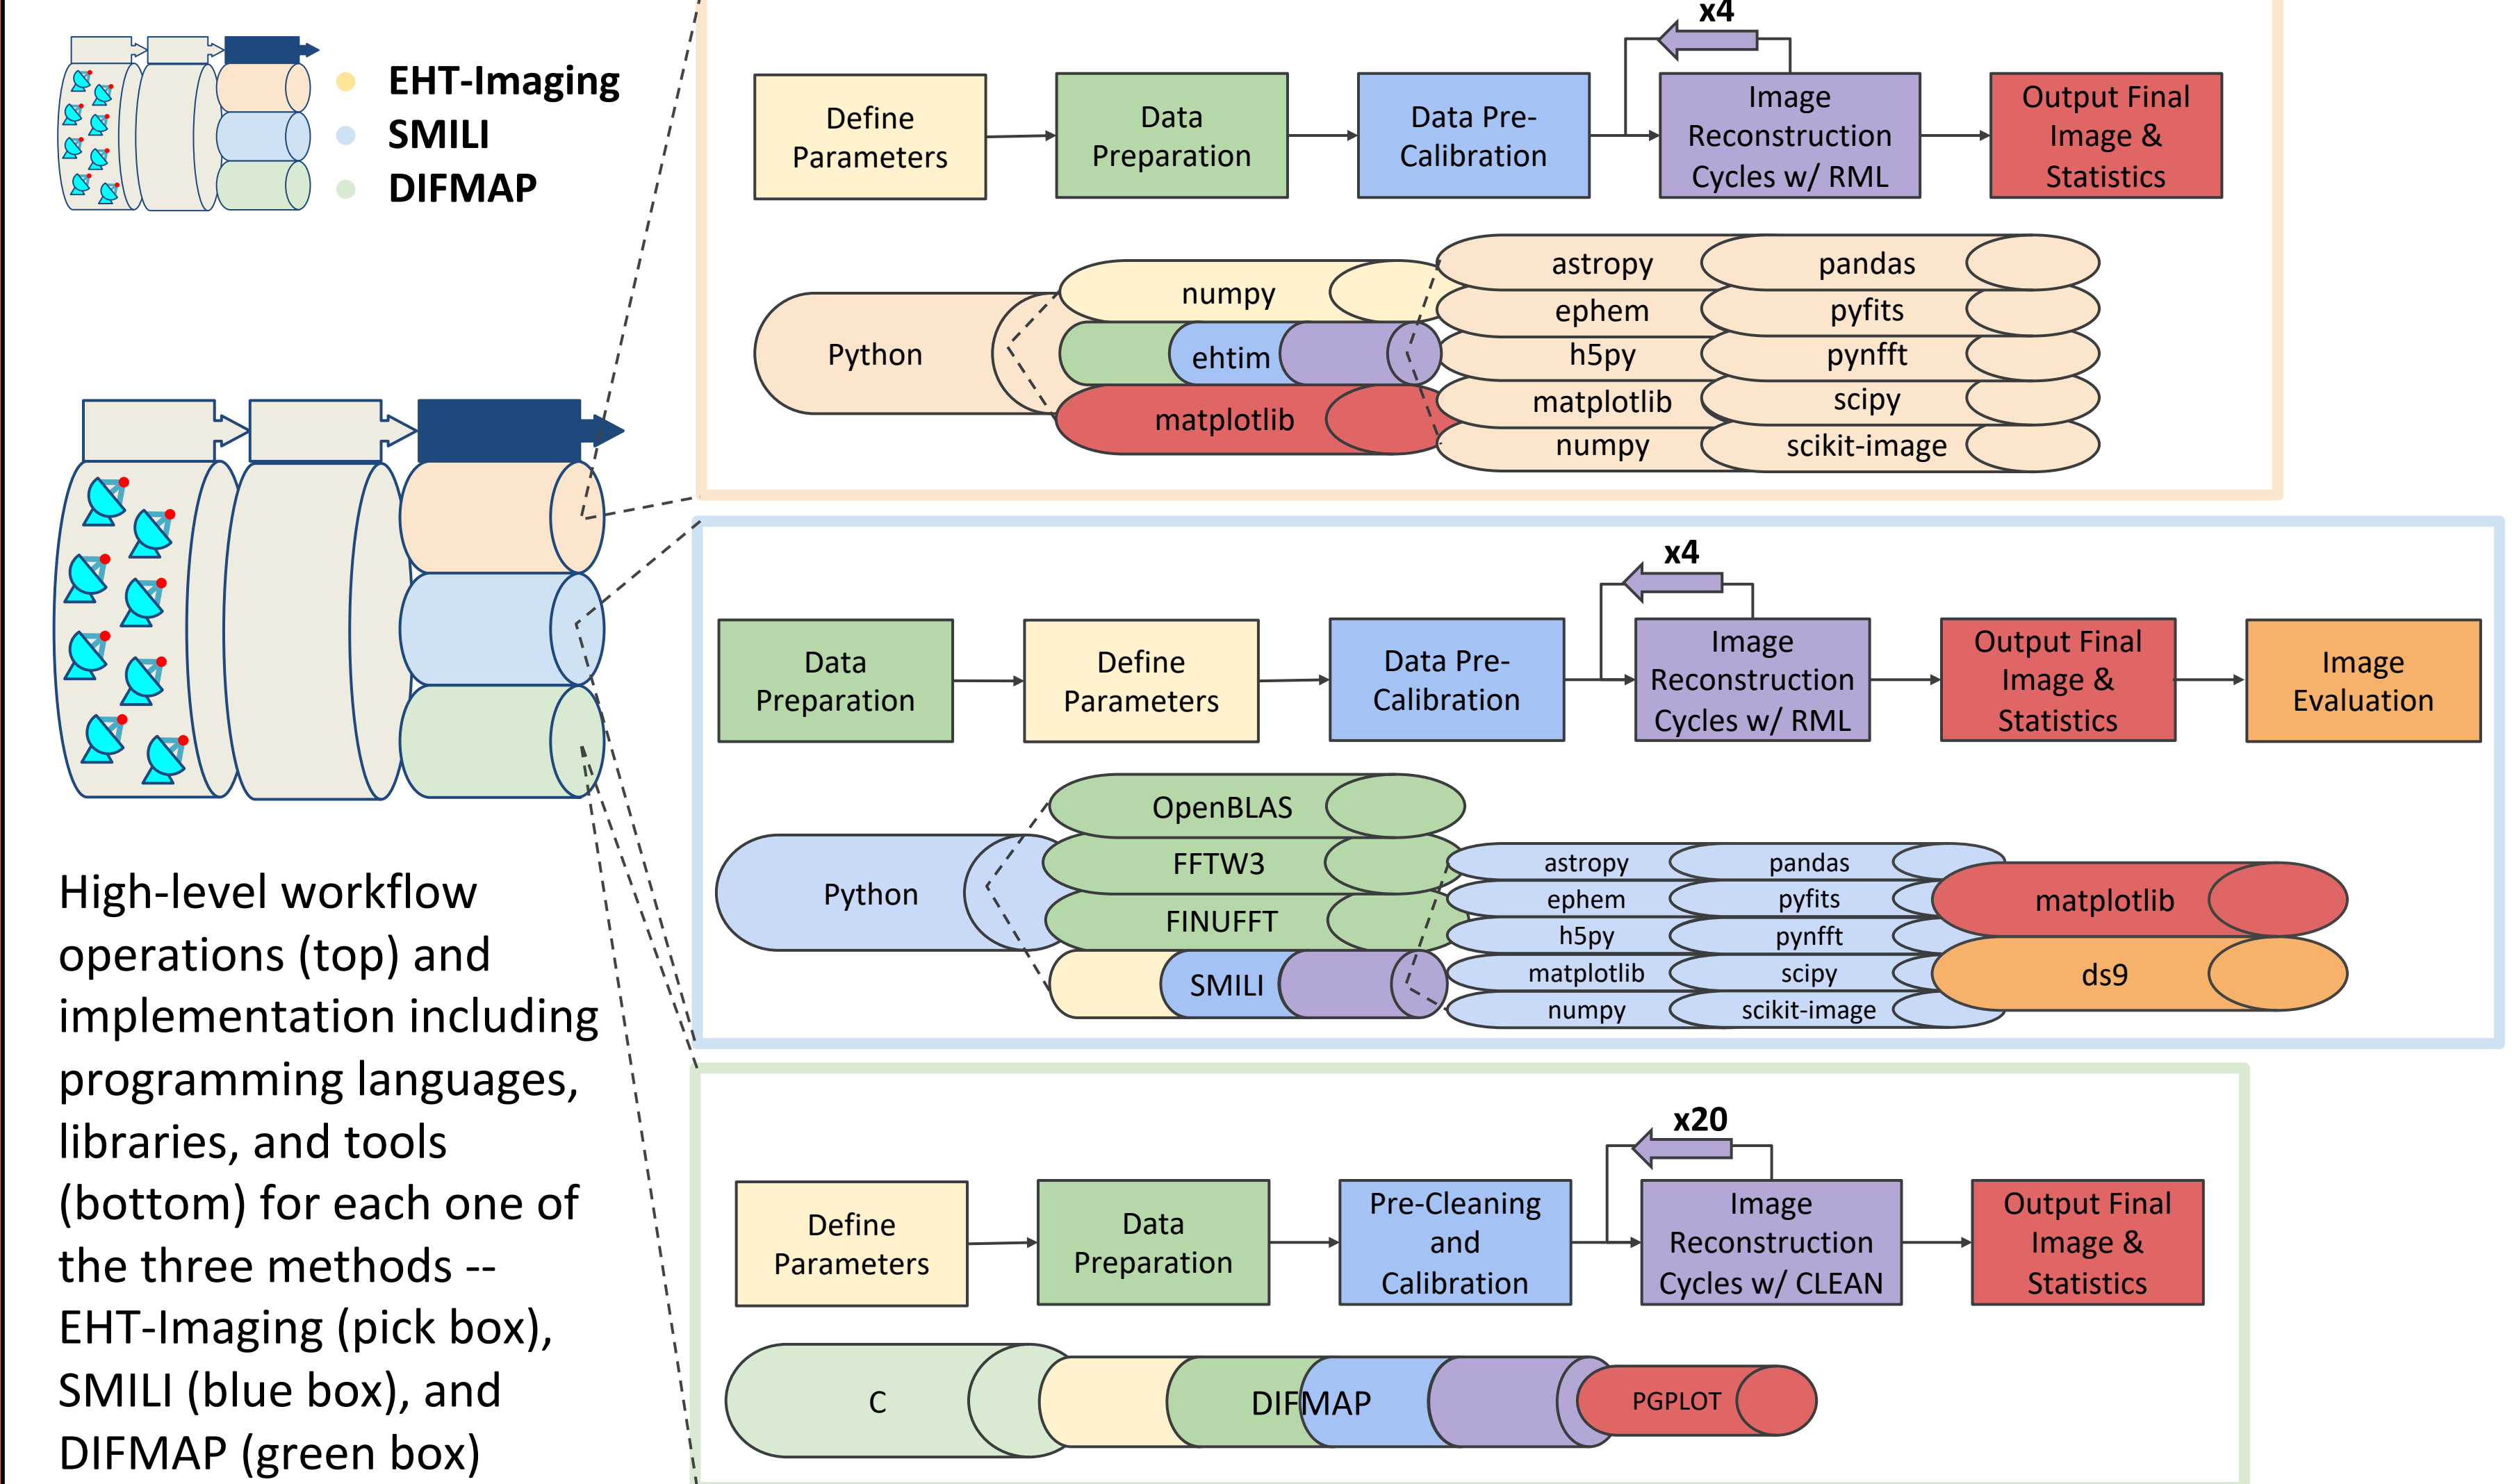 EHT-Imaging
SMILI
DIFMAP
High-level workflow
operations (top) and
implementation including
programming languages,
libraries, and tools
(bottom) for each one of
the three methods --
EHT-Imaging (pick box),
SMILI (blue box), and
DIFMAP (green box)
x4
Define
Parameters
Data
Preparation
Data Pre-
Calibration
Image
Reconstruction
Cycles w/ RML
Output Final
Image &
Statistics
Python
numpy
ehtim
matplotlib
astropy
pandas
ephem
pyfits
h5py
pynfft
matplotlib
scipy
numpy
scikit-image
x4
Data
Preparation
Define
Parameters
Data Pre-
Calibration
Image
Reconstruction
Cycles w/ RML
Output Final
Image &
Statistics
Image
Evaluation
Python
OpenBLAS
FFTW3
FINUFFT
SMILI
astropy
pandas
ephem
pyfits
h5py
pynfft
matplotlib
scipy
numpy
scikit-image
matplotlib
ds9
x20
Define
Parameters
Data
Preparation
Pre-Cleaning
and
Calibration
Image
Reconstruction
Cycles w/ CLEAN
Output Final
Image &
Statistics
C
DIFMAP
PGPLOT